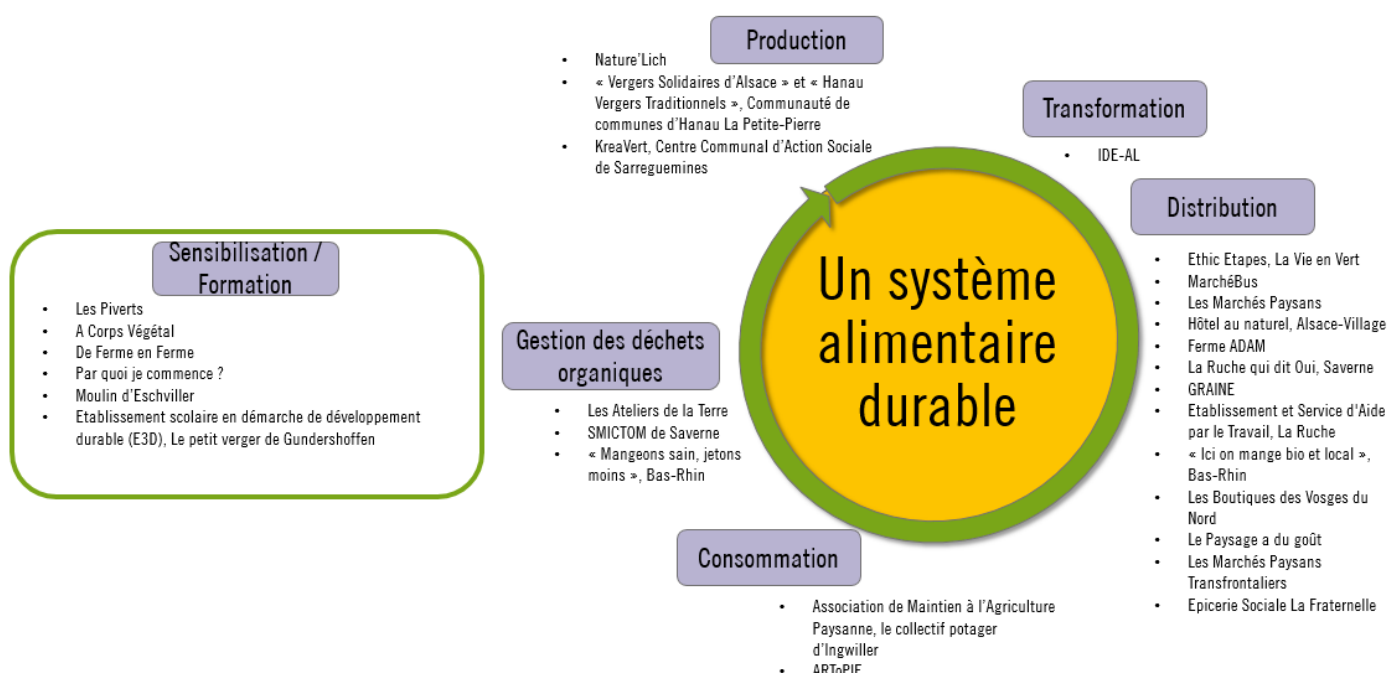 Production
• Nature'Lich
• « Vergers Solidaires d'Alsace » et « Hanau
Vergers Traditionnels », Communauté de
communes d'Hanau La Petite-Pierre
• KreaVert, Centre Communal d'Action Sociale
de Sarreguemines
Transformation
• IDE-AL
Distribution
• Ethic Etapes, La Vie en Vert
• MarchéBus
• Les Marchés Paysans
• Hôtel au naturel, Alsace-Village
• Ferme ADAM
• La Ruche qui dit Oui, Saverne
• GRAINE
• Etablissement et Service d'Aide
par le Travail, La Ruche
• « Ici on mange bio et local »,
Bas-Rhin
• Les Boutiques des Vosges du
Nord
• Le Paysage a du goût
• Les Marchés Paysans
Transfrontaliers
• Epicerie Sociale La Fraternelle
Un système
alimentaire
durable
Sensibilisation /
Formation
• Les Piverts
• A Corps Végétal
• De Ferme en Ferme
• Par quoi je commence ?
• Moulin d'Eschviller
• Etablissement scolaire en démarche de développement
durable (E3D), Le petit verger de Gundershoffen
Gestion des déchets
organiques
• Les Ateliers de la Terre
• SMICTOM de Saverne
• « Mangeons sain, jetons
moins », Bas-Rhin
Consommation
• Association de Maintien à l'Agriculture
Paysanne, le collectif potager
d'Ingwiller
• ARToPIE